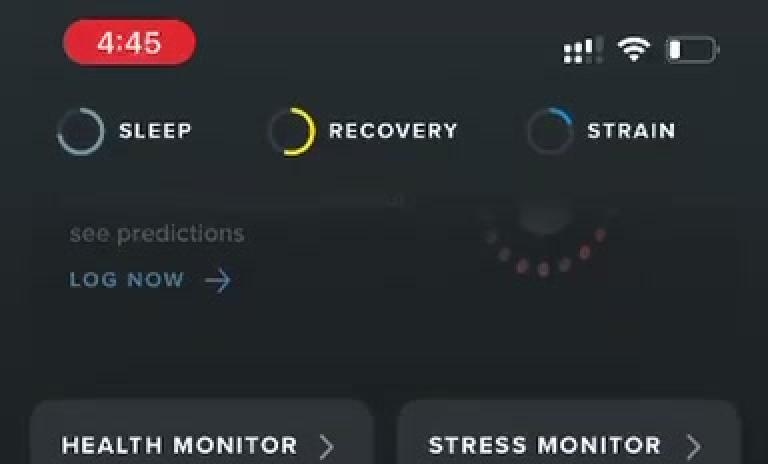 4:45
SLEEP RECOVERY STRAIN
see predictions
LOG NOW
HEALTH MONITOR STRESS MONITOR